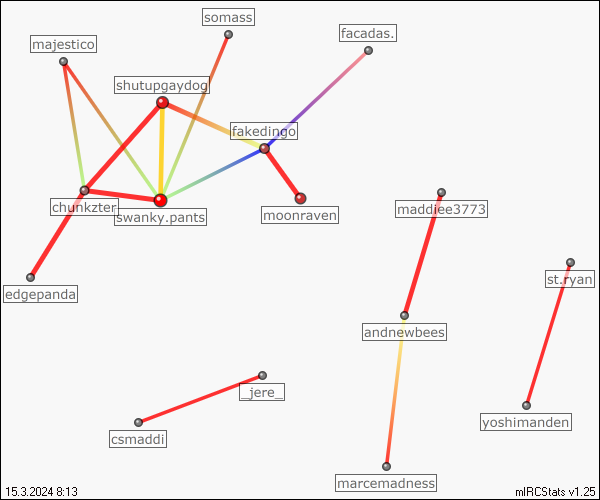 somass
facadas.
majestico
shutupgaydog
fakedingo
chunkzter
swanky.pants
moonraven
maddiee3773
edgepanda
st.ryan
andnewbees
_jere_
csmaddi
yoshimanden
marcemadness
15.3.2024 8:13
mIRCStats v1.25